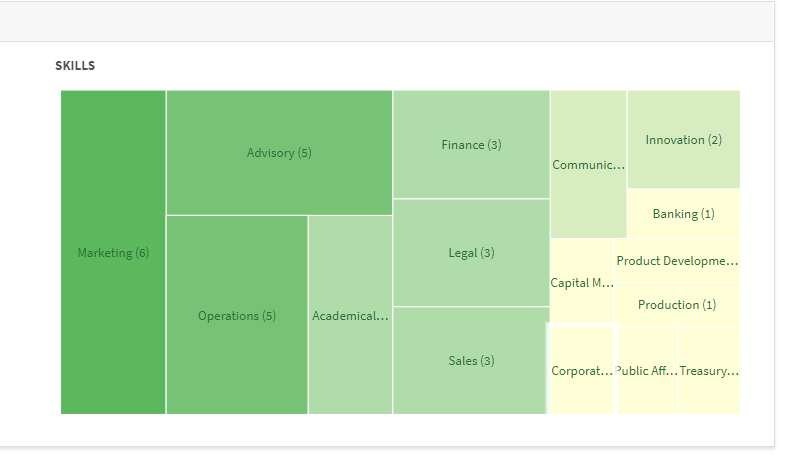 SKILLS
Marketing (6)
Advisory (5)
Operations (5)
Academical...
Finance (3)
Legal (3)
Sales (3)
Communic...
Innovation (2)
Banking (1)
Capital M...
Product Developme...
Production (1)
Corporat...
Public Aff...
Treasury...